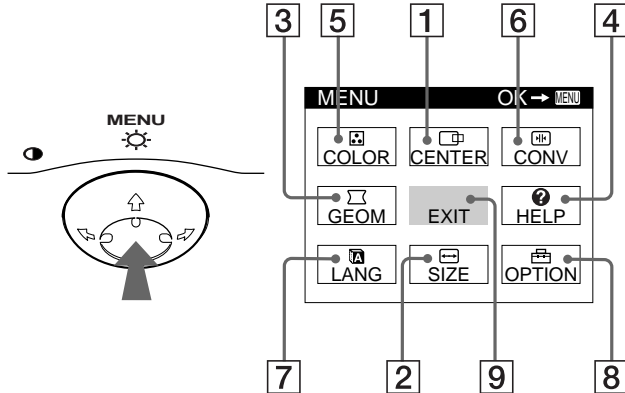 3 5 1 6 4
MENU
MENU OK → MENU
COLOR CENTER CONV
GEOM EXIT HELP
LANG SIZE OPTION
7 2 9 8